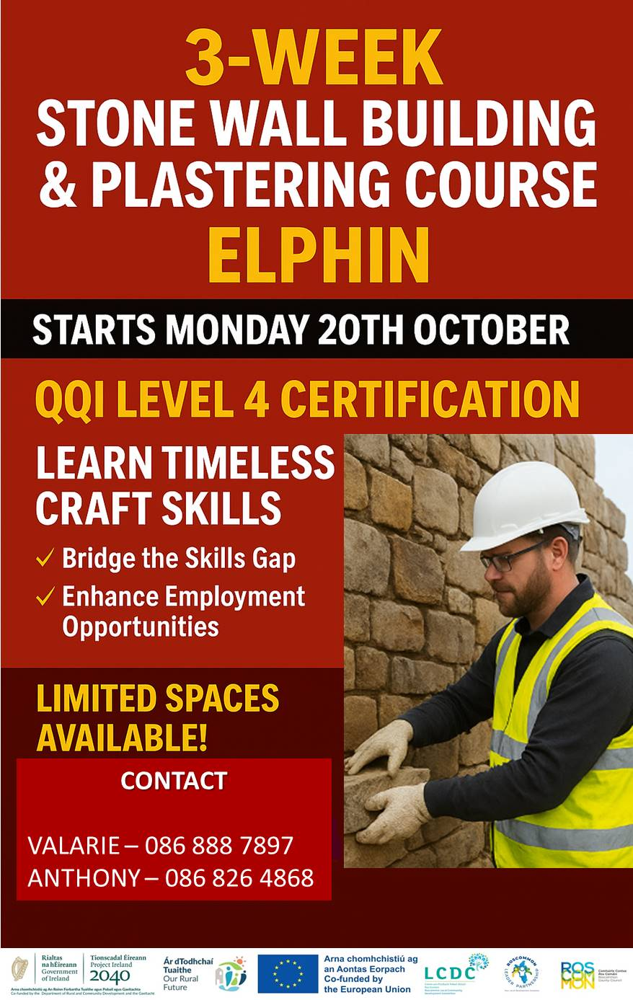 3-WEEK
STONE WALL BUILDING
& PLASTERING COURSE
ELPHIN
STARTS MONDAY 20TH OCTOBER
QQI LEVEL 4 CERTIFICATION
LEARN TIMELESS
CRAFT SKILLS
✓ Bridge the Skills Gap
✓ Enhance Employment
Opportunities
LIMITED SPACES
AVAILABLE!
CONTACT
VALARIE – 086 888 7897
ANTHONY – 086 826 4868
Rialtas
na hÉireann
Government
of Ireland
Tionscadal Éireann
Project Ireland
2040
Arna chomhchistiú ag An Roinn Forbartha Tuaithe agus Pobail agus Gaeltachta
Co-funded by the Department of Rural and Community Development and the Gaeltacht
Ár dTodhchaí
Tuaithe
Our Rural
Future
Arna chomhchistiú ag
an Aontas Eorpach
Co-funded by
the European Union
LCDC
ROSCOMMON
LEADER PARTNERSHIP
ROS
COM
MON
Comhairle Contae
Ros Comáin
Roscommon
County Council